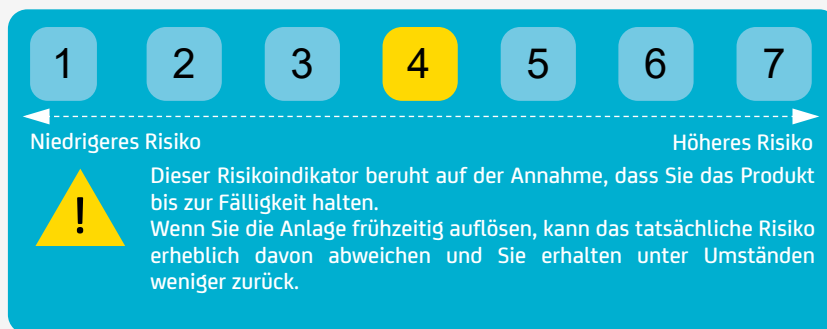 1 2 3 4 5 6 7
Niedrigeres Risiko Höheres Risiko
Dieser Risikoindikator beruht auf der Annahme, dass Sie das Produkt
bis zur Fälligkeit halten.
Wenn Sie die Anlage frühzeitig auflösen, kann das tatsächliche Risiko
erheblich davon abweichen und Sie erhalten unter Umständen
weniger zurück.
!